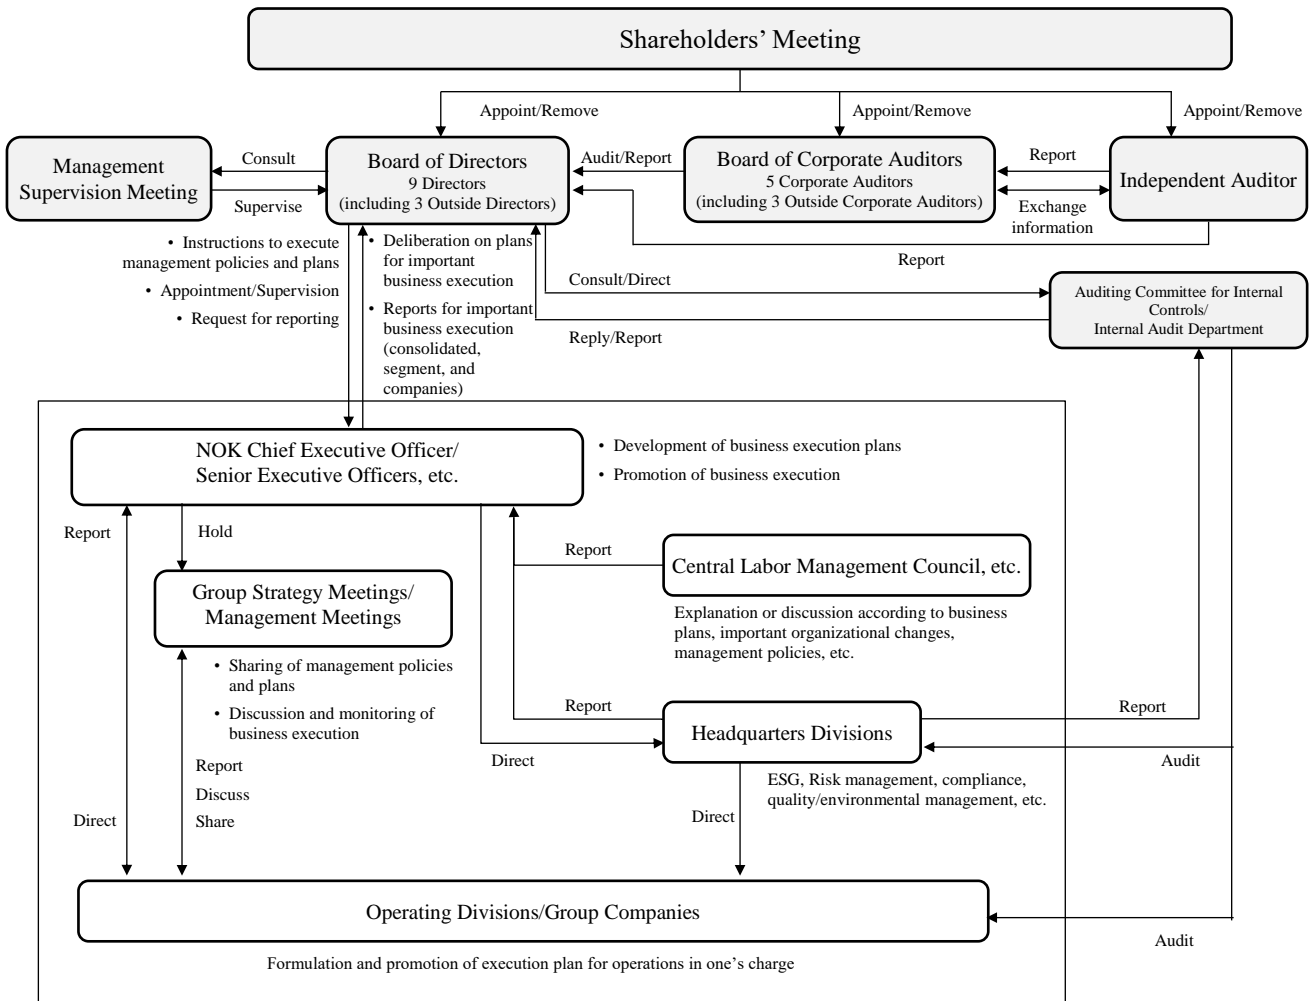 Shareholders’ Meeting
Appoint/Remove
Appoint/Remove
Appoint/Remove
Management
Supervision Meeting
Consult
Supervise
Board of Directors
9 Directors
(including 3 Outside Directors)
Audit/Report
Board of Corporate Auditors
5 Corporate Auditors
(including 3 Outside Corporate Auditors)
Report
Exchange
information
Independent Auditor
Report
• Instructions to execute
management policies and plans
• Appointment/Supervision
• Request for reporting
• Deliberation on plans
for important
business execution
• Reports for important
business execution
(consolidated,
segment, and
companies)
Consult/Direct
Reply/Report
Auditing Committee for Internal
Controls/
Internal Audit Department
NOK Chief Executive Officer/
Senior Executive Officers, etc.
• Development of business execution plans
• Promotion of business execution
Report
Hold
Report
Central Labor Management Council, etc.
Explanation or discussion according to business
plans, important organizational changes,
management policies, etc.
Group Strategy Meetings/
Management Meetings
• Sharing of management policies
and plans
• Discussion and monitoring of
business execution
Report
Headquarters Divisions
Report
Direct
Audit
ESG, Risk management, compliance,
quality/environmental management, etc.
Report
Discuss
Share
Direct
Direct
Operating Divisions/Group Companies
Audit
Formulation and promotion of execution plan for operations in one’s charge